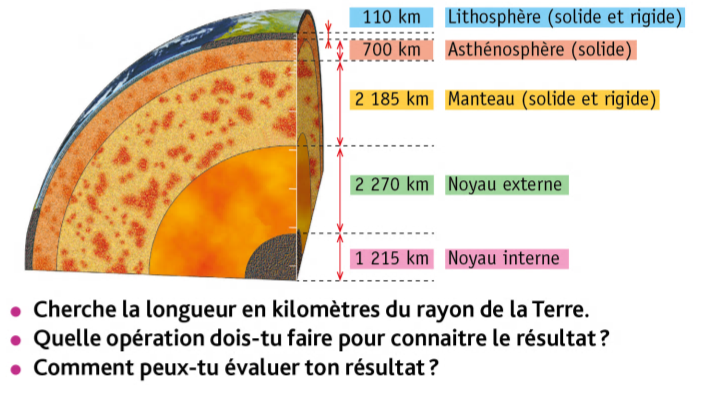 110 km Lithosphère (solide et rigide)
700 km Asthénosphère (solide)
2 185 km Manteau (solide et rigide)
2 270 km Noyau externe
1 215 km Noyau interne
• Cherche la longueur en kilomètres du rayon de la Terre.
• Quelle opération dois-tu faire pour connaitre le résultat ?
• Comment peux-tu évaluer ton résultat ?